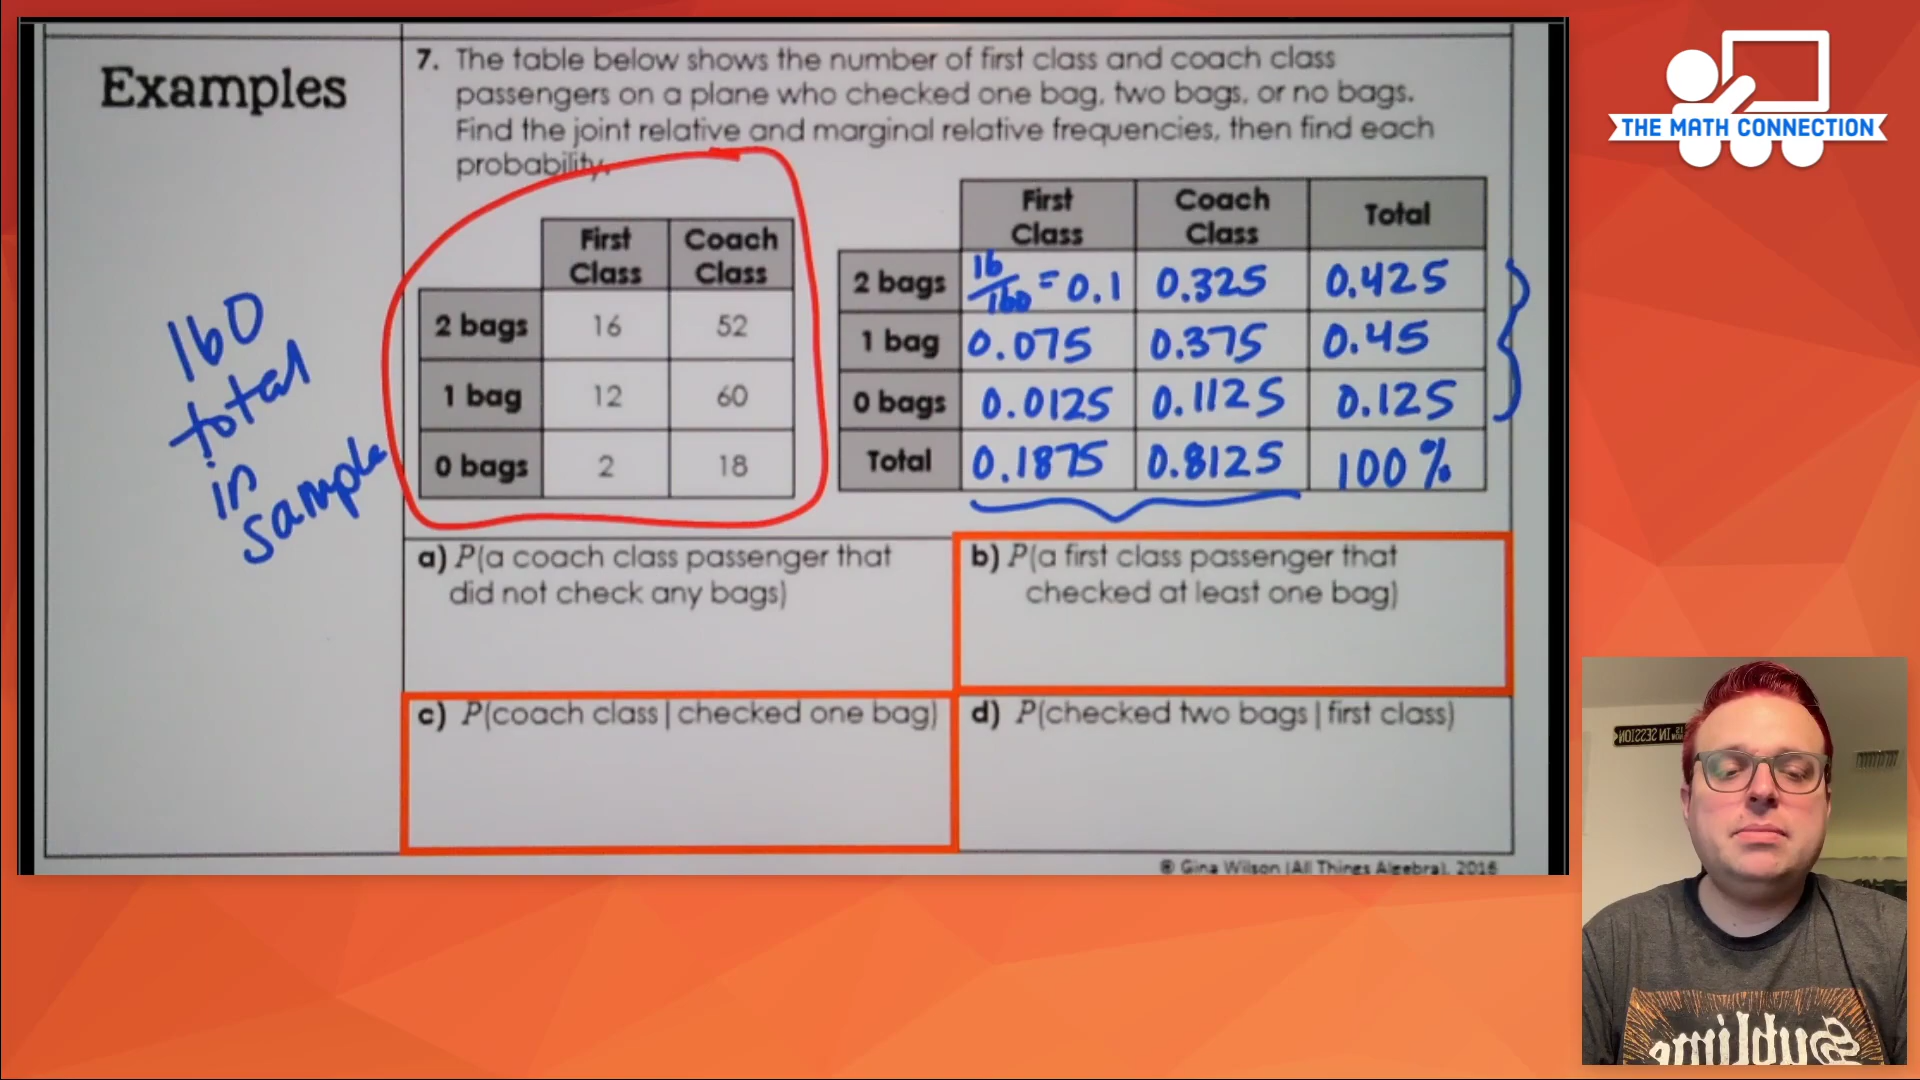 Examples
7. The table below shows the number of first class and coach class
passengers on a plane who checked one bag, two bags, or no bags.
Find the joint relative and marginal relative frequencies, then find each
probability.
160
total
in
sample
First Class Coach Class
2 bags 16 52
1 bag 12 60
0 bags 2 18
First Class Coach Class Total
2 bags 16/160 = 0.1 0.325 0.425
1 bag 0.075 0.375 0.45
0 bags 0.0125 0.1125 0.125
Total 0.1875 0.8125 100%
a) P(a coach class passenger that
did not check any bags)
b) P(a first class passenger that
checked at least one bag)
c) P(coach class | checked one bag)
d) P(checked two bags | first class)
© Gina Wilson (All Things Algebra), 2016
THE MATH CONNECTION
IN SESSION
Sublime